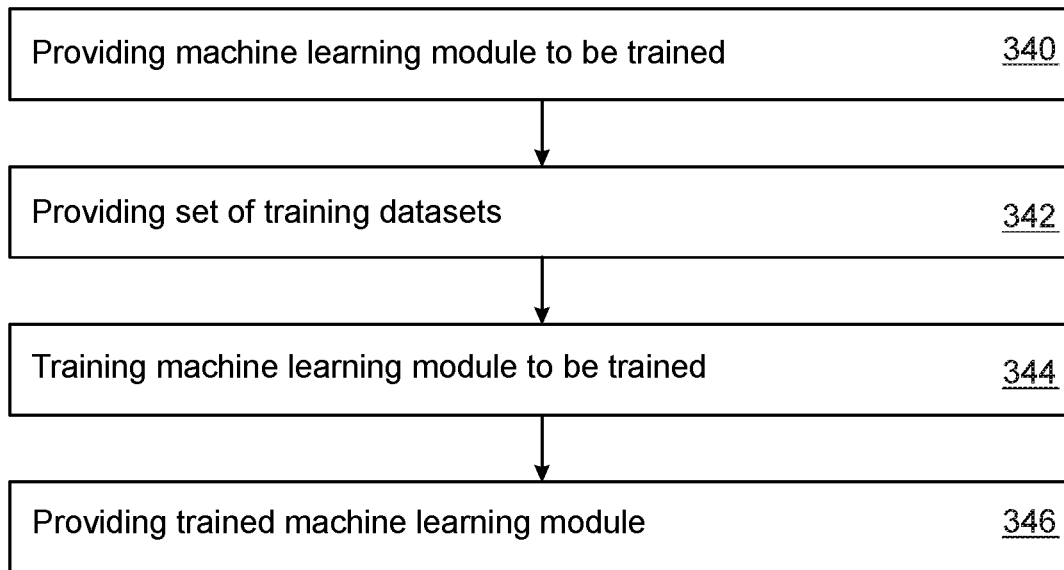 Providing machine learning module to be trained 340
Providing set of training datasets 342
Training machine learning module to be trained 344
Providing trained machine learning module 346